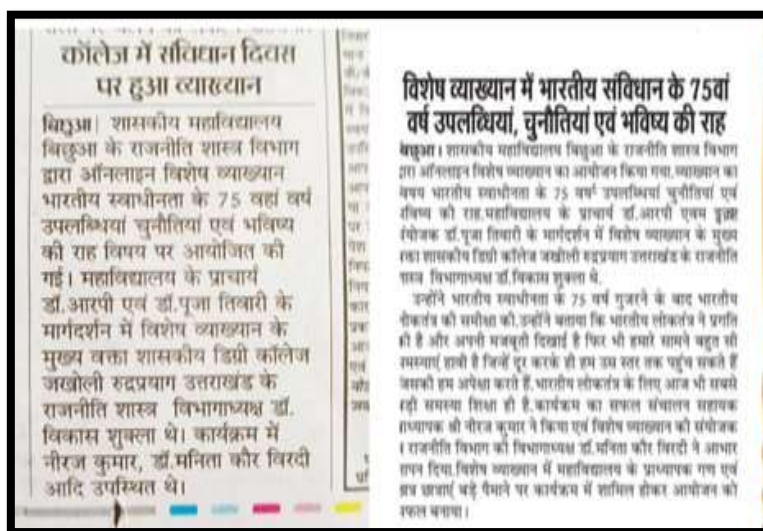 कॉलेज में संविधान दिवस
पर हुआ व्याख्यान
बिछुआ। शासकीय महाविद्यालय
बिछुआ के राजनीति शास्त्र विभाग
द्वारा ऑनलाइन विशेष व्याख्यान
भारतीय स्वाधीनता के 75 वहां वर्ष
उपलब्धियां चुनौतियां एवं भविष्य
की राह विषय पर आयोजित की
गई। महाविद्यालय के प्राचार्य
डॉ.आरपी एवं डॉ.पूजा तिवारी के
मार्गदर्शन में विशेष व्याख्यान के
मुख्य वक्ता शासकीय डिग्री कॉलेज
जखोली रुद्रप्रयाग उत्तराखंड के
राजनीति शास्त्र विभागाध्यक्ष डॉ.
विकास शुक्ला थे। कार्यक्रम में
नीरज कुमार, डॉ.मनिता कौर विरदी
आदि उपस्थित थे।
विशेष व्याख्यान में भारतीय संविधान के 75वां
वर्ष उपलब्धियां, चुनौतियां एवं भविष्य की राह
बिछुआ। शासकीय महाविद्यालय बिछुआ के राजनीति शास्त्र विभाग
द्वारा ऑनलाइन विशेष व्याख्यान का आयोजन किया गया.व्याख्यान का
विषय भारतीय स्वाधीनता के 75 वर्ष उपलब्धियां चुनौतियां एवं
भविष्य की राह.महाविद्यालय के प्राचार्य डॉ.आरपी एवम
संयोजक डॉ.पूजा तिवारी के मार्गदर्शन में विशेष व्याख्यान के मुख्य
वक्ता शासकीय डिग्री कॉलेज जखोली रुद्रप्रयाग उत्तराखंड के राजनीति
शास्त्र विभागाध्यक्ष डॉ.विकास शुक्ला थे.
उन्होंने भारतीय स्वाधीनता के 75 वर्ष गुजरने के बाद भारतीय
लोकतंत्र की समीक्षा की.उन्होंने बताया कि भारतीय लोकतंत्र ने प्रगति
की है और अपनी मजबूती दिखाई है फिर भी हमारे सामने बहुत सी
समस्याएं हावी है जिन्हें दूर करके ही हम उस स्तर तक पहुंच सकते हैं
जिसकी हम अपेक्षा करते हैं.भारतीय लोकतंत्र के लिए आज भी सबसे
बड़ी समस्या शिक्षा ही है.कार्यक्रम का सफल संचालन सहायक
प्राध्यापक श्री नीरज कुमार ने किया एवं विशेष व्याख्यान की संयोजक
राजनीति विभाग की विभागाध्यक्ष डॉ.मनिता कौर विरदी ने आभार
ज्ञापन दिया.विशेष व्याख्यान में महाविद्यालय के प्राध्यापक गण एवं
छात्र छात्राएं बड़े पैमाने पर कार्यक्रम में शामिल होकर आयोजन को
सफल बनाया।